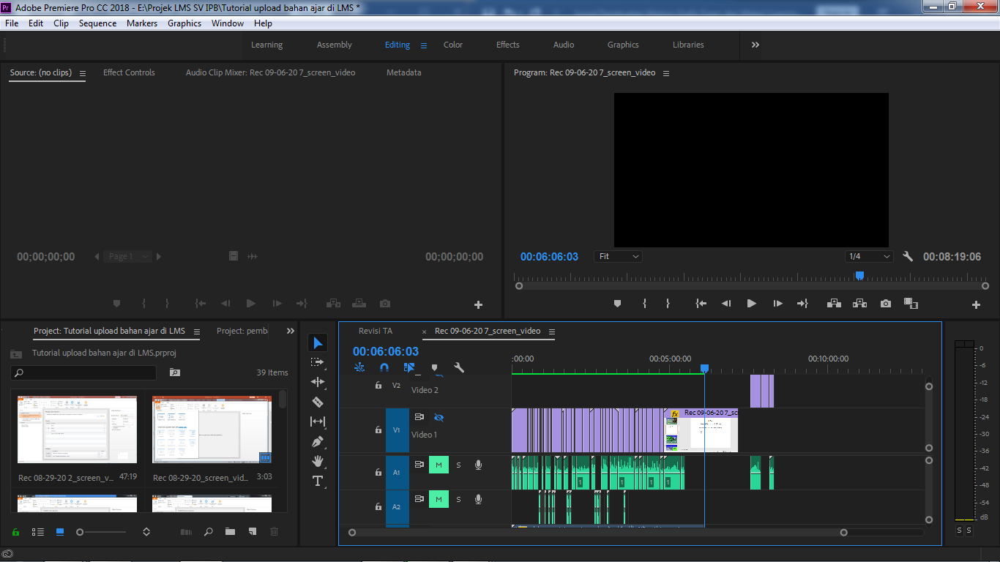 Adobe Premiere Pro CC 2018 - E:\Projek LMS SV IPB\Tutorial upload bahan ajar di LMS *
File Edit Clip Sequence Markers Graphics Window Help
Learning Assembly Editing Color Effects Audio Graphics Libraries
Source: (no clips) Effect Controls Audio Clip Mixer: Rec 09-06-20 7_screen_video Metadata
Program: Rec 09-06-20 7_screen_video
00;00;00;00 Page 1 00;00;00;00
00:06:06:03 Fit 1/4 00:08:19:06
Project: Tutorial upload bahan ajar di LMS Project: pemba
Tutorial upload bahan ajar di LMS.prproj
39 Items
Rec 08-29-20 2_screen_v... 47:19
Rec 08-29-20_screen_vid... 3:03
Revisi TA × Rec 09-06-20 7_screen_video
00:06:06:03
:00:00 00:05:00:00 00:10:00:00
V2 Video 2
V1 Video 1
fx Rec 09-06-20 7_sc
A1 M S
1 1 1 1
A2 M S
0
-6
-12
-18
-24
-30
-36
-42
-48
-54
dB
S S